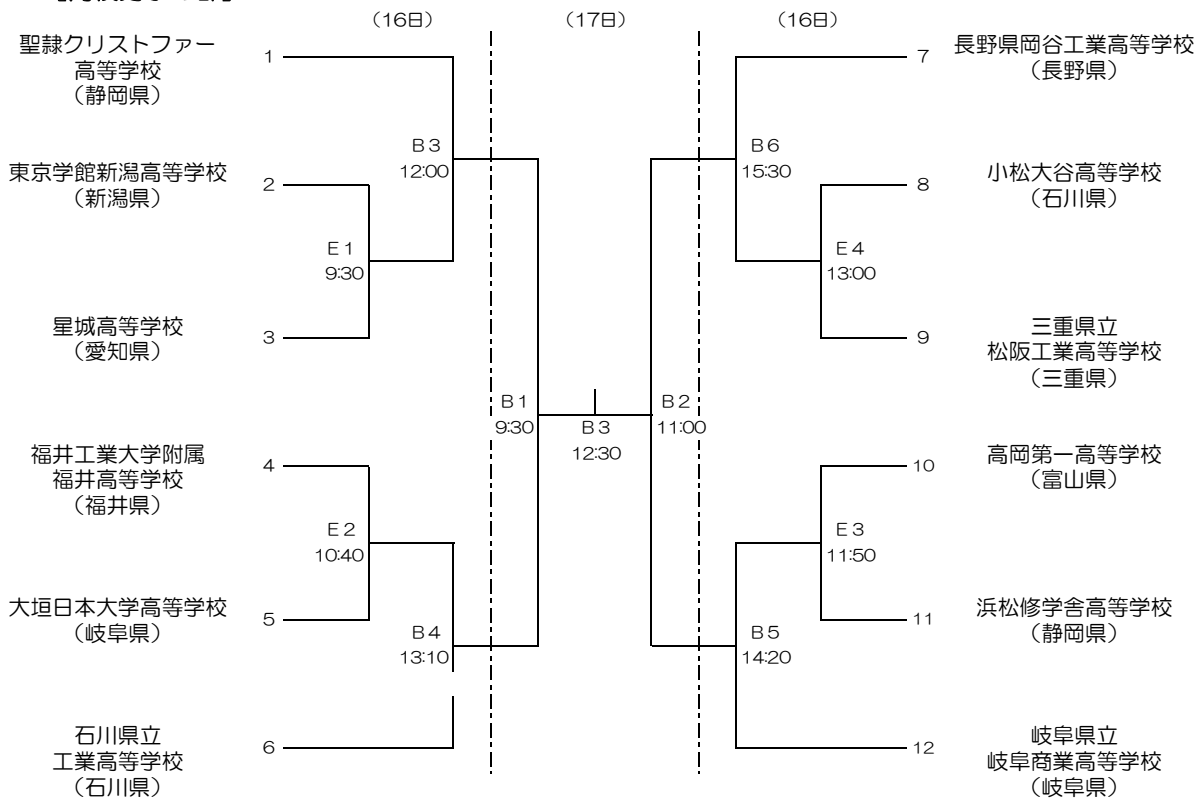 (16日)
(17日)
(16日)
聖隷クリストファー
高等学校
(静岡県)
1
東京学館新潟高等学校
(新潟県)
2
星城高等学校
(愛知県)
3
福井工業大学附属
福井高等学校
(福井県)
4
大垣日本大学高等学校
(岐阜県)
5
石川県立
工業高等学校
(石川県)
6
E1
9:30
E2
10:40
B3
12:00
B4
13:10
B1
9:30
B3
12:30
B2
11:00
B6
15:30
E4
13:00
E3
11:50
B5
14:20
7
長野県岡谷工業高等学校
(長野県)
8
小松大谷高等学校
(石川県)
9
三重県立
松阪工業高等学校
(三重県)
10
高岡第一高等学校
(富山県)
11
浜松修学舎高等学校
(静岡県)
12
岐阜県立
岐阜商業高等学校
(岐阜県)